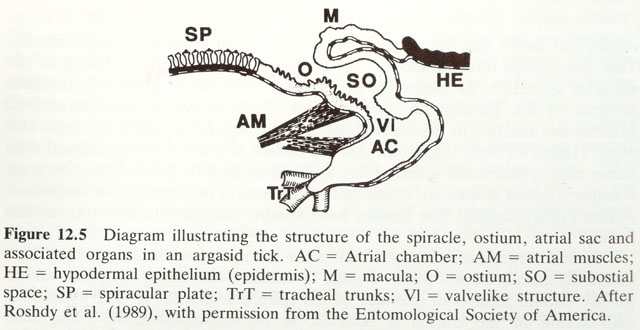 SP
M
O
SO
HE
AM
VI
AC
TrT
Figure 12.5 Diagram illustrating the structure of the spiracle, ostium, atrial sac and
associated organs in an argasid tick. AC = Atrial chamber; AM = atrial muscles;
HE = hypodermal epithelium (epidermis); M = macula; O = ostium; SO = subostial
space; SP = spiracular plate; TrT = tracheal trunks; Vl = valvelike structure. After
Roshdy et al. (1989), with permission from the Entomological Society of America.